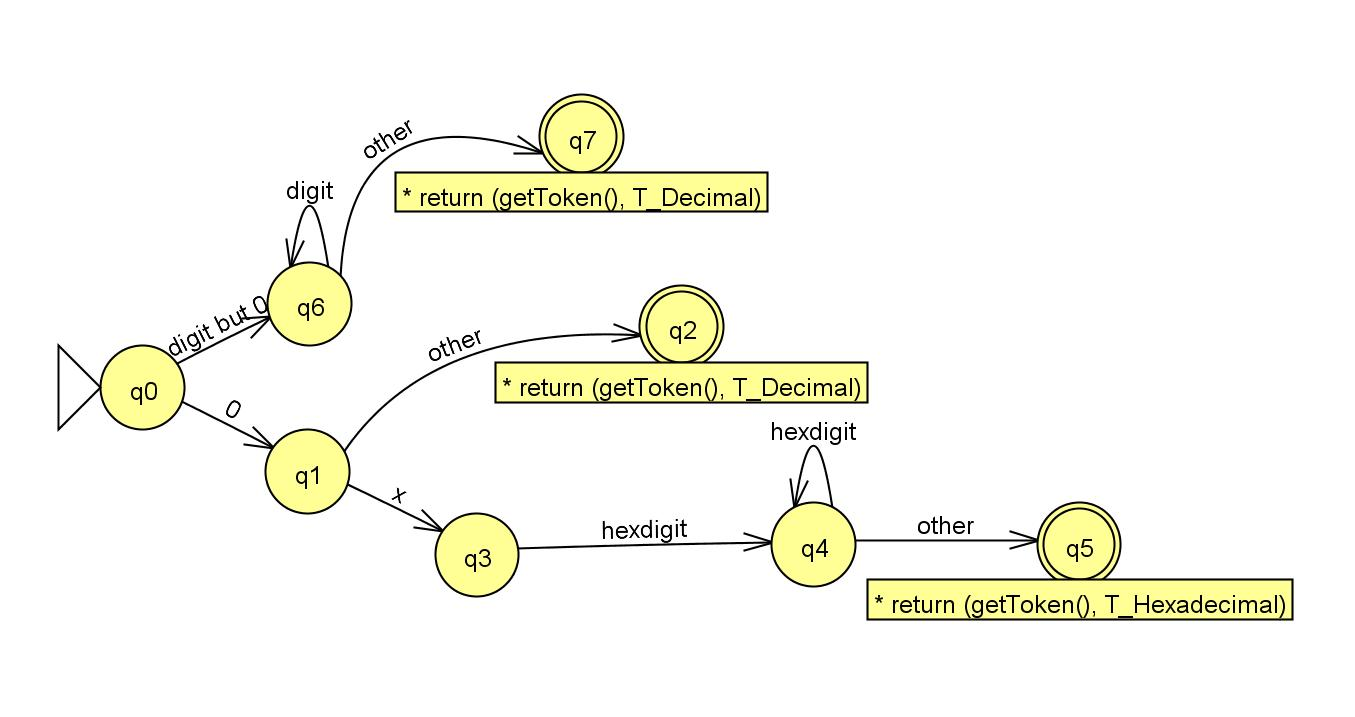 other
q7
* return (getToken(), T_Decimal)
digit
q6
digit but 0
q0
other
q2
* return (getToken(), T_Decimal)
0
q1
hexdigit
x
q3
hexdigit
q4
other
q5
* return (getToken(), T_Hexadecimal)